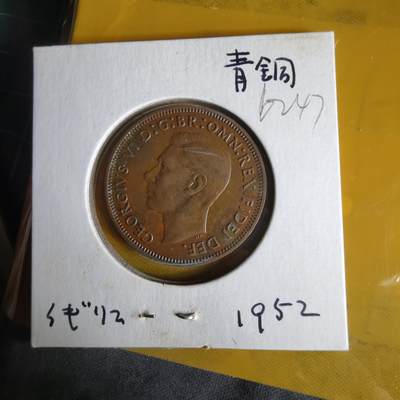 青銅
6247
GEORGIVS VI D:G:BR:OMN:REX FIDEI DEF.
イギリス 1952